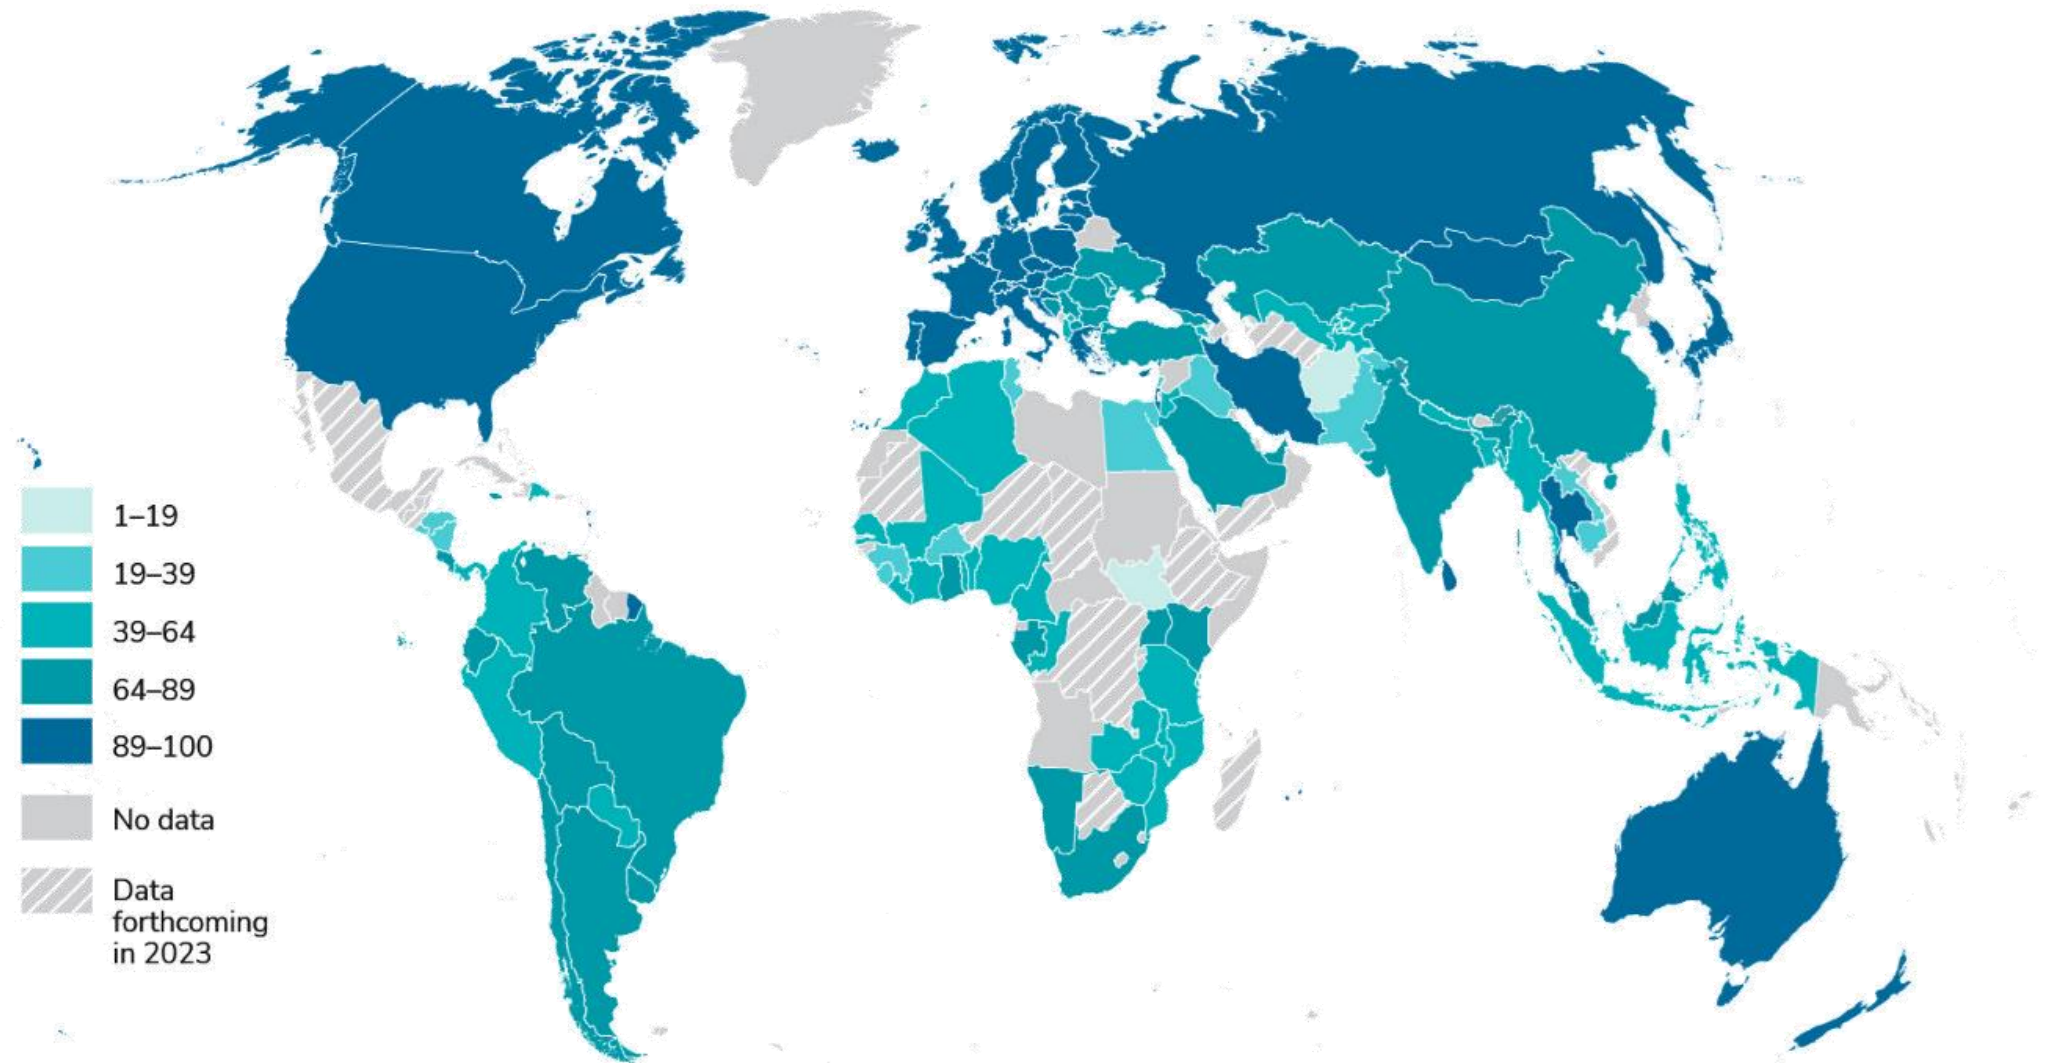 1–19
19–39
39–64
64–89
89–100
No data
Data
forthcoming
in 2023